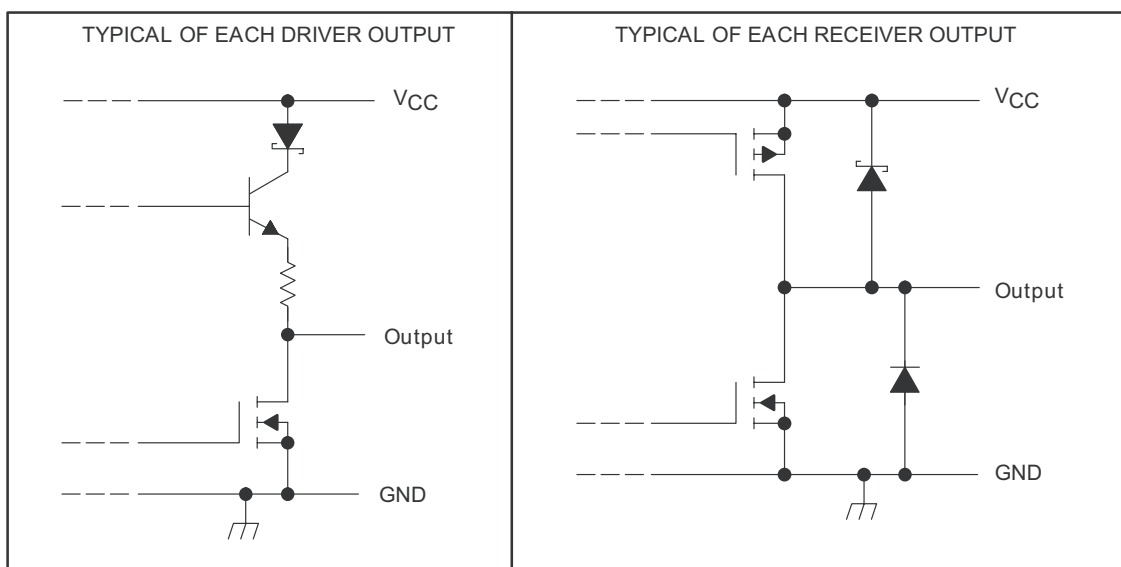 TYPICAL OF EACH DRIVER OUTPUT
VCC
Output
GND
TYPICAL OF EACH RECEIVER OUTPUT
VCC
Output
GND